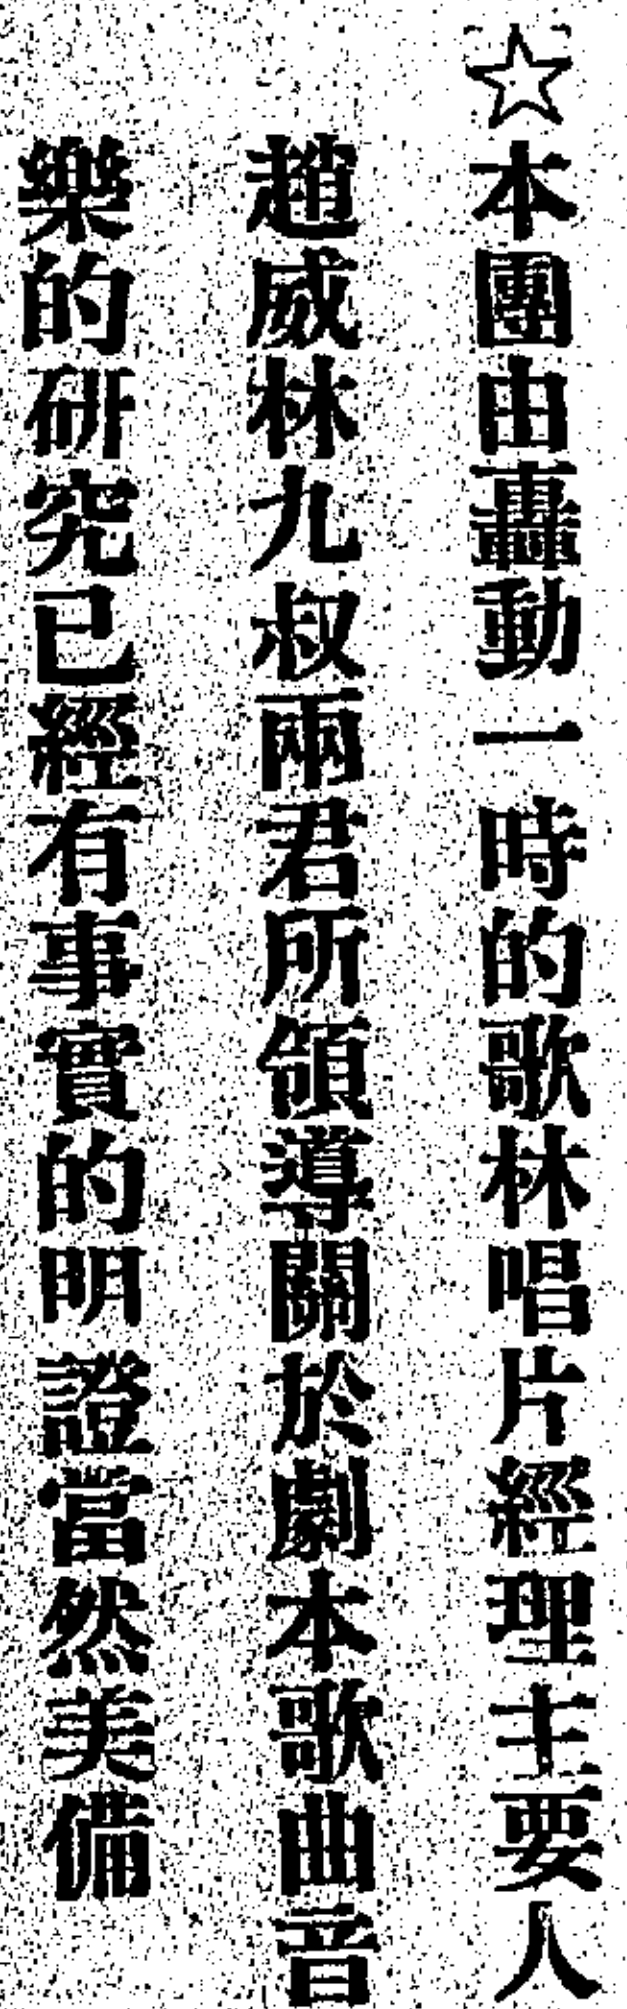 ☆本團由轟動一時的歌林唱片經理主要人
趙威林九叔兩君所領導關於劇本歌曲音
樂的研究已經有事實的明證當然美備